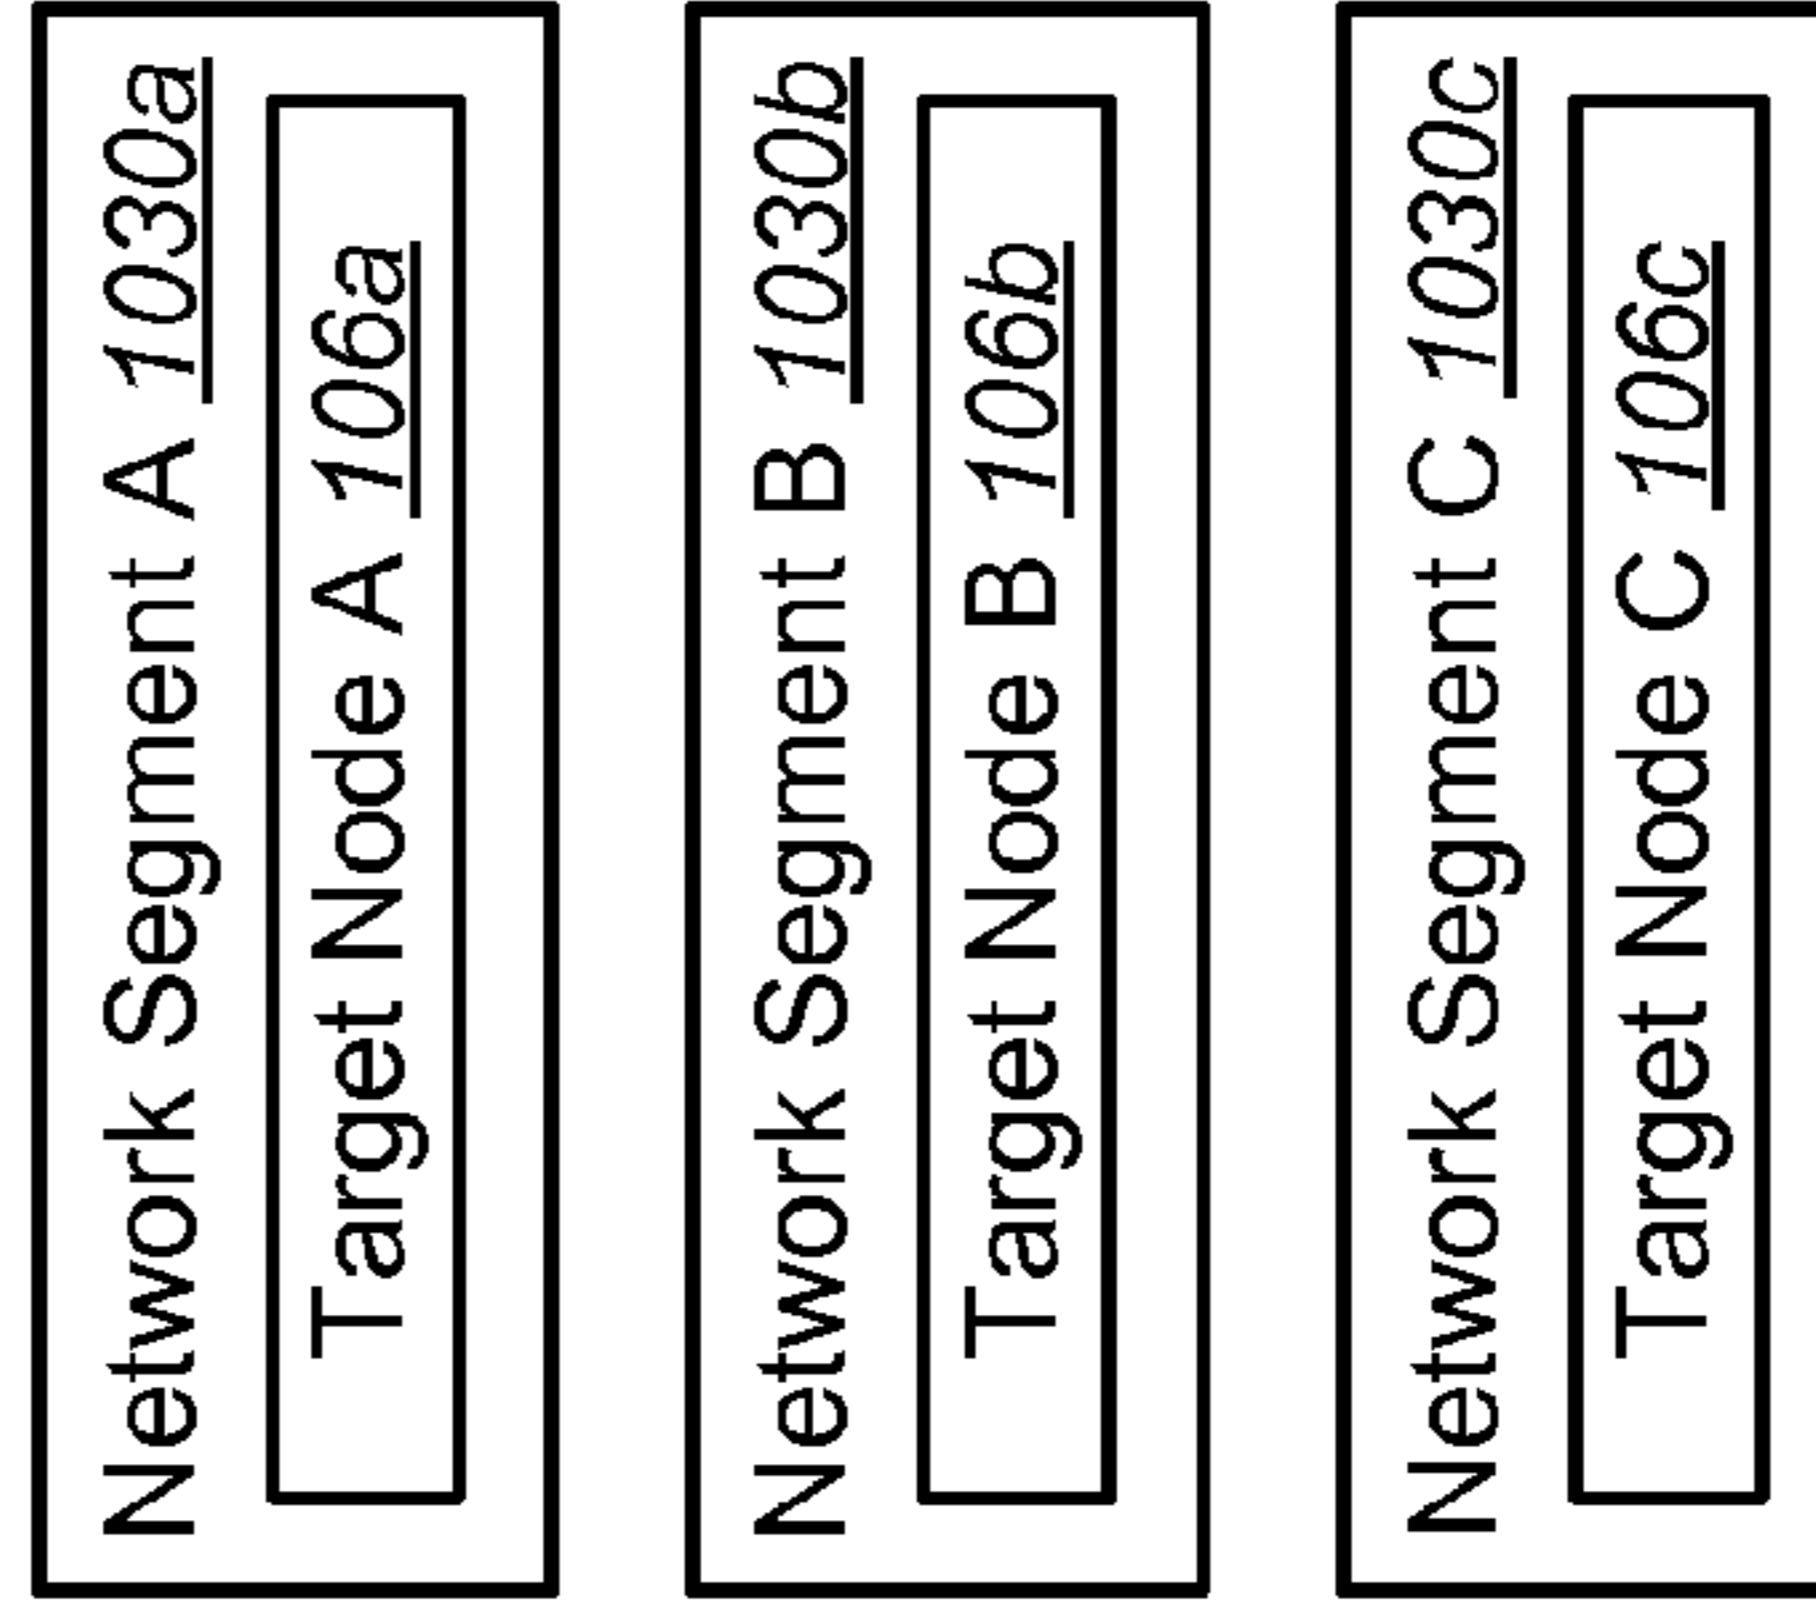 Network Segment A 1030a
Target Node A 106a
Network Segment B 1030b
Target Node B 106b
Network Segment C 1030c
Target Node C 106c